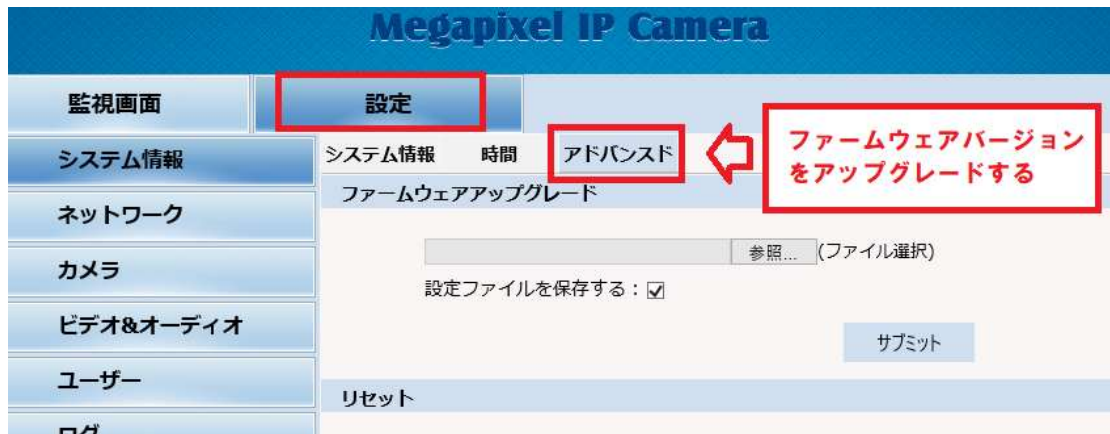 Megapixel IP Camera
監視画面
設定
システム情報
ネットワーク
カメラ
ビデオ&オーディオ
ユーザー
ログ
システム情報 時間 アドバンスド
ファームウェアバージョン
をアップグレードする
ファームウェアアップグレード
参照... (ファイル選択)
設定ファイルを保存する：
サブミット
リセット